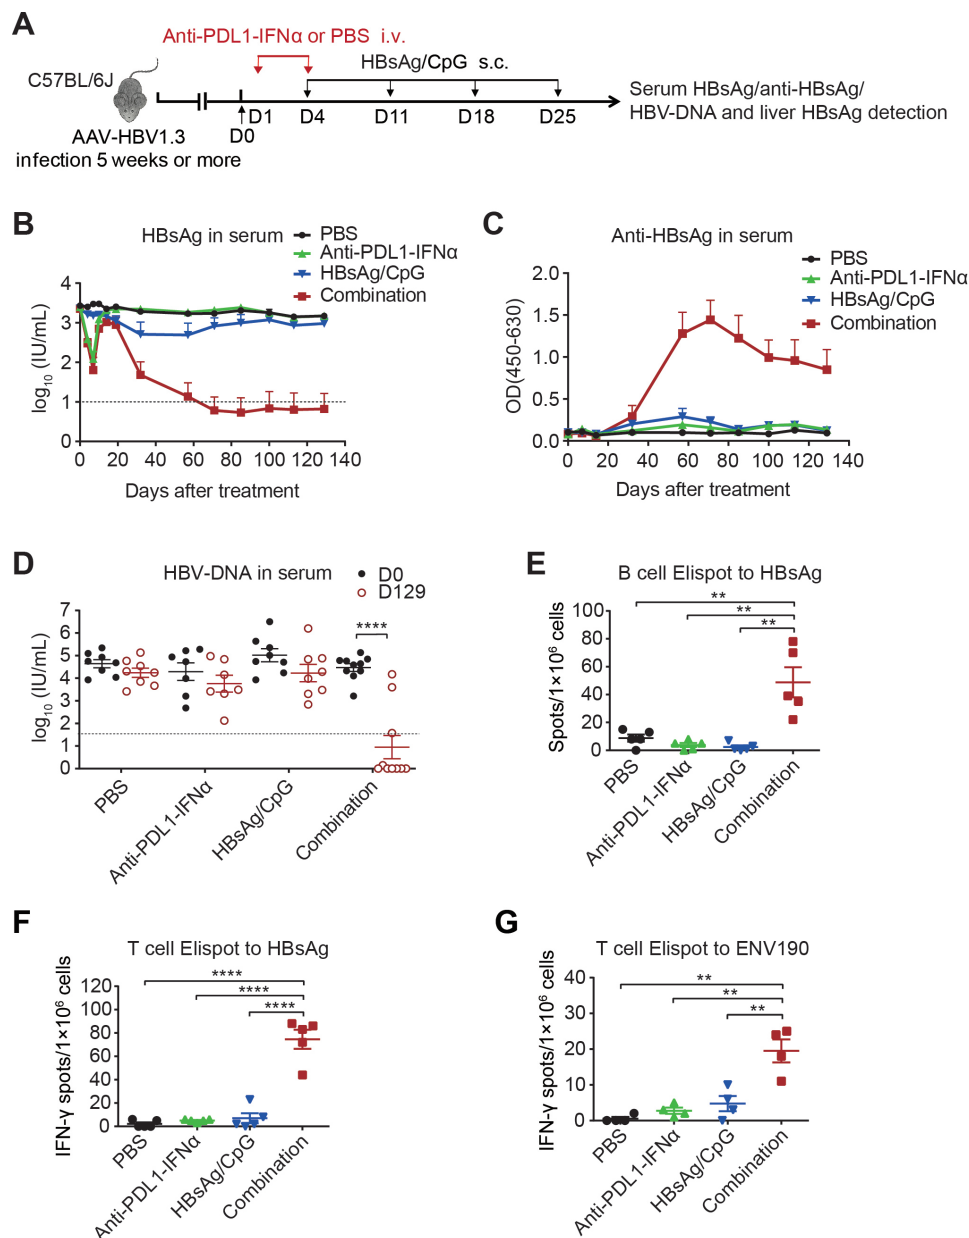 A
Anti-PDL1-IFNα or PBS i.v.
C57BL/6J
HBsAg/CpG s.c.
D0
D1
D4
D11
D18
D25
AAV-HBV1.3
infection 5 weeks or more
Serum HBsAg/anti-HBsAg/
HBV-DNA and liver HBsAg detection
B
HBsAg in serum
PBS
Anti-PDL1-IFNα
HBsAg/CpG
Combination
log10 (IU/mL)
4
3
2
1
0
0 20 40 60 80 100 120 140
Days after treatment
C
Anti-HBsAg in serum
PBS
Anti-PDL1-IFNα
HBsAg/CpG
Combination
OD(450-630)
2.0
1.5
1.0
0.5
0.0
0 20 40 60 80 100 120 140
Days after treatment
D
HBV-DNA in serum
D0
D129
log10 (IU/mL)
7
6
5
4
3
2
1
0
****
PBS
Anti-PDL1-IFNα
HBsAg/CpG
Combination
E
B cell Elispot to HBsAg
Spots/1×10⁶ cells
100
80
60
40
20
0
**
**
**
PBS
Anti-PDL1-IFNα
HBsAg/CpG
Combination
F
T cell Elispot to HBsAg
IFN-γ spots/1×10⁶ cells
120
100
80
60
40
20
0
****
****
****
PBS
Anti-PDL1-IFNα
HBsAg/CpG
Combination
G
T cell Elispot to ENV190
IFN-γ spots/1×10⁶ cells
40
30
20
10
0
**
**
**
PBS
Anti-PDL1-IFNα
HBsAg/CpG
Combination